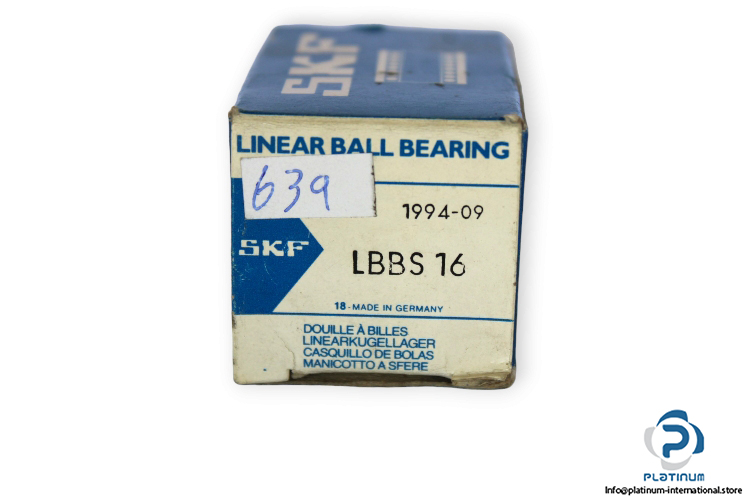 SKF
LINEAR BALL BEARING
639
1994-09
SKF
LBBS 16
18-MADE IN GERMANY
DOUILLE À BILLES
LINEARKUGELLAGER
CASQUILLO DE BOLAS
MANICOTTO A SFERE
PLATINUM
Info@platinum-international.store